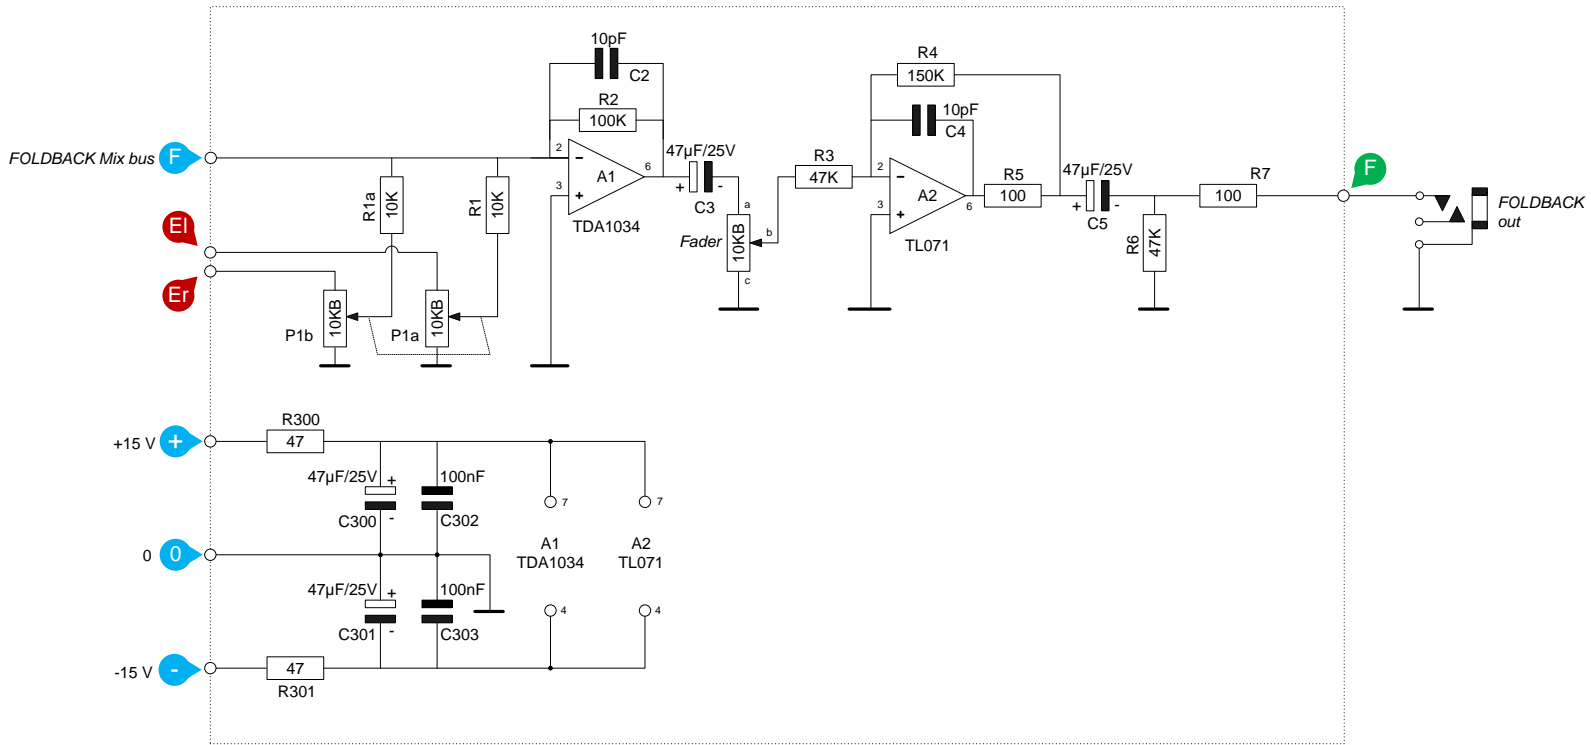 10pF
C2
R2
100K
FOLDBACK Mix bus
F
2
3
6
A1
TDA1034
47µF/25V
+
-
C3
R1a
10K
R1
10K
El
Er
P1b
10KB
P1a
10KB
a
b
c
Fader
10KB
R3
47K
R4
150K
10pF
C4
2
3
6
A2
TL071
R5
100
47µF/25V
+
-
C5
R6
47K
R7
100
F
FOLDBACK
out
+15 V
+
R300
47
47µF/25V
+
-
C300
100nF
C302
7
7
0
0
A1
TDA1034
A2
TL071
47µF/25V
+
-
C301
100nF
C303
4
4
-15 V
-
47
R301